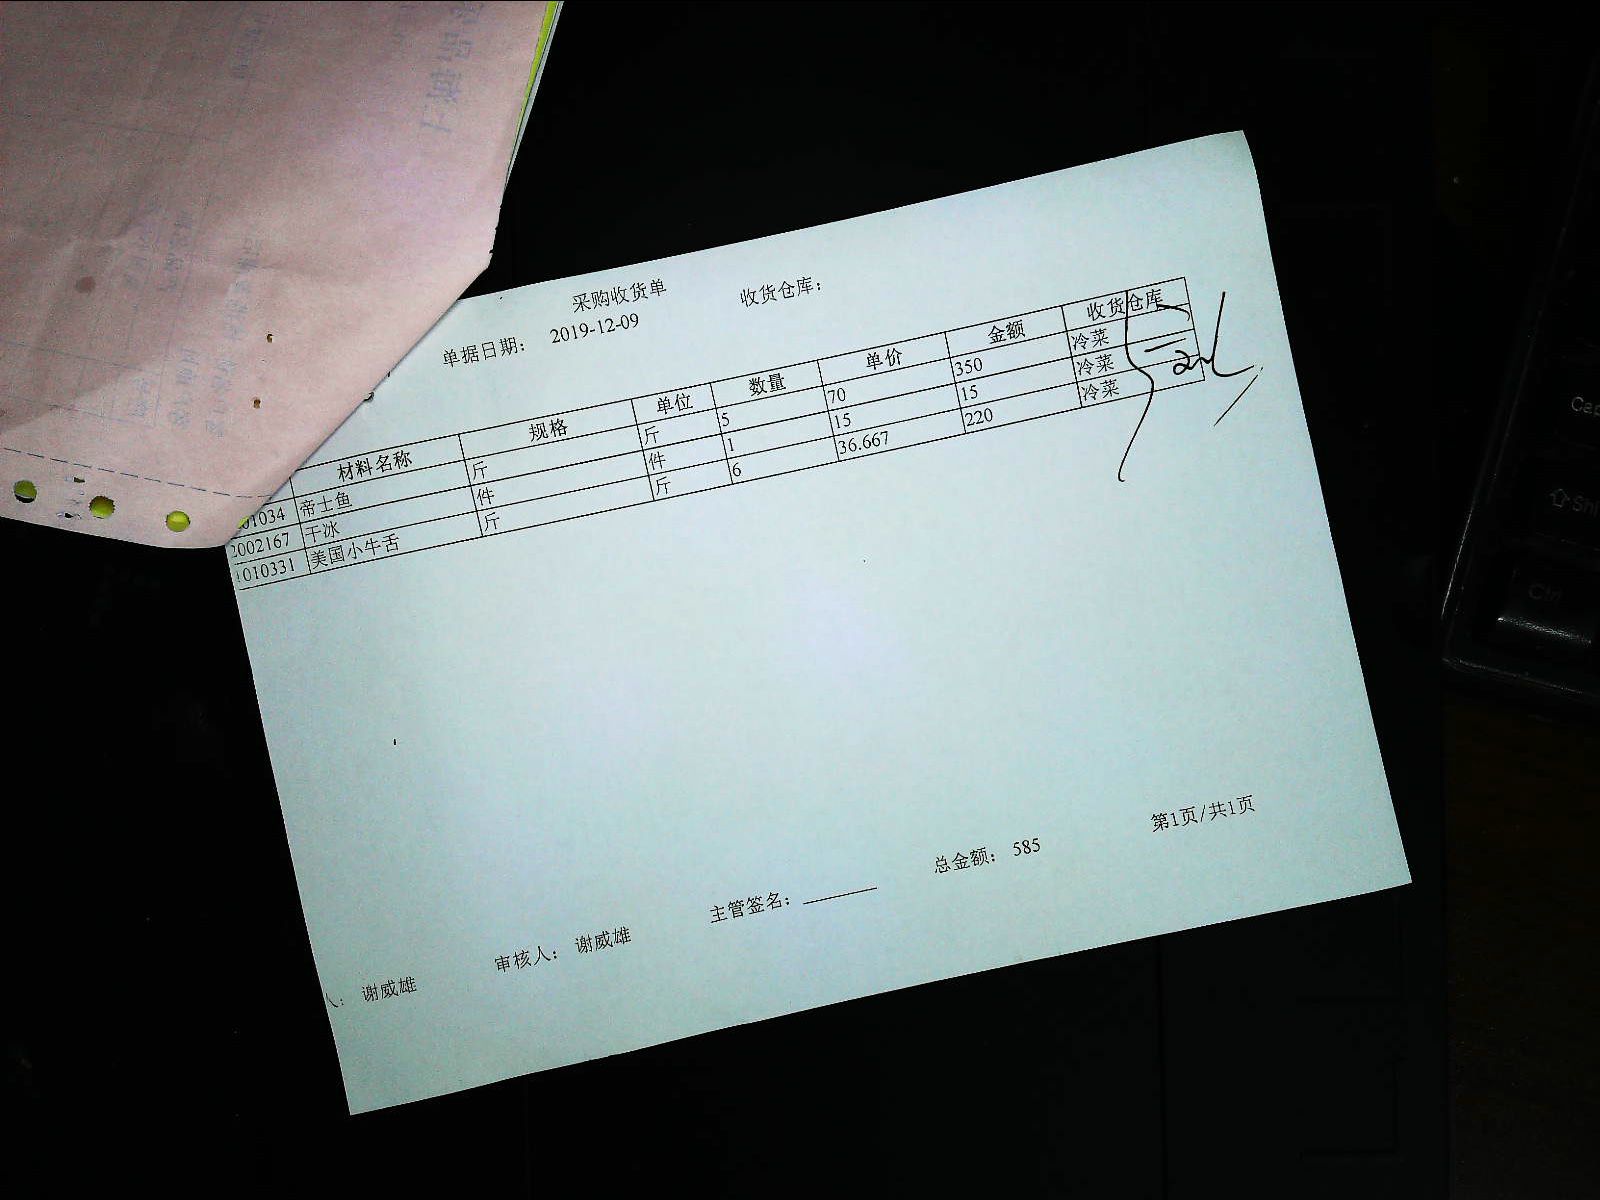 采购收货单
收货仓库：
单据日期： 2019-12-09
材料名称 规格 单位 数量 单价 金额 收货仓库
01034 帝士鱼 斤 斤 5 70 350 冷菜
2002167 干冰 件 件 1 15 15 冷菜
010331 美国小牛舌 斤 斤 6 36.667 220 冷菜
人： 谢威雄 审核人： 谢威雄 主管签名： 总金额： 585 第1页/共1页
Ctrl